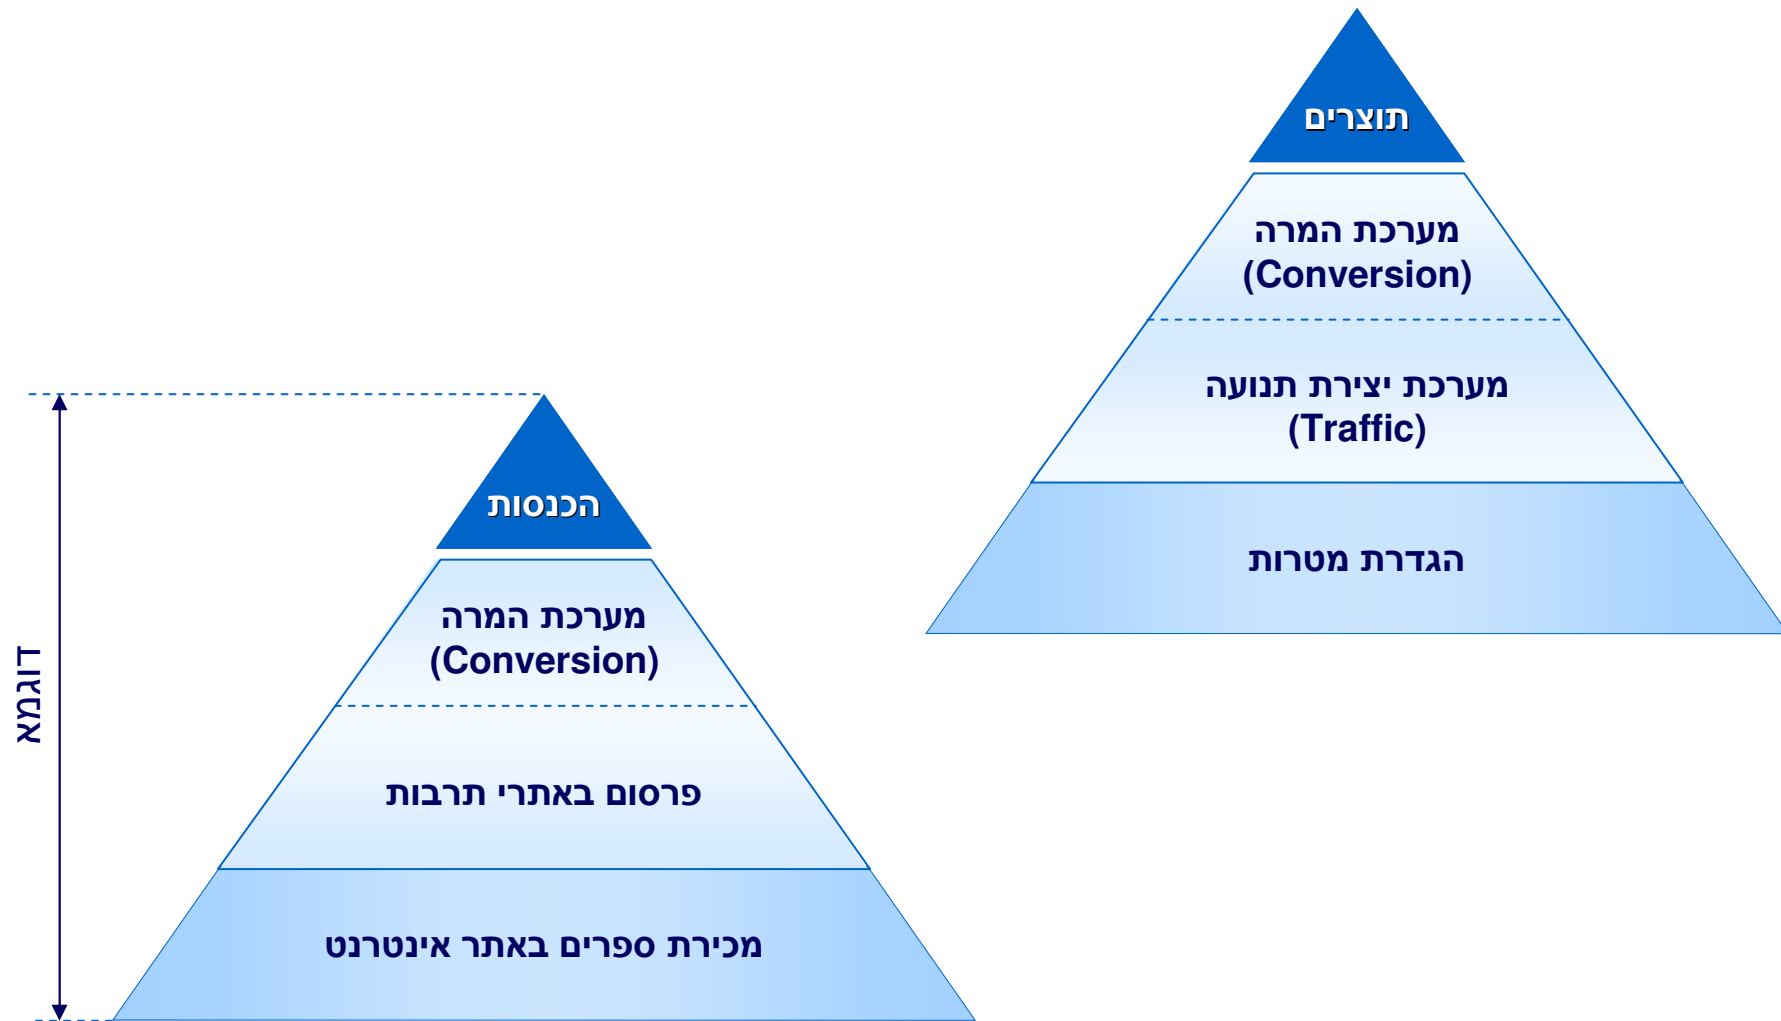 תוצרים
מערכת המרה
(Conversion)
מערכת יצירת תנועה
(Traffic)
הגדרת מטרות
דוגמא
הכנסות
מערכת המרה
(Conversion)
פרסום באתרי תרבות
מכירת ספרים באתר אינטרנט